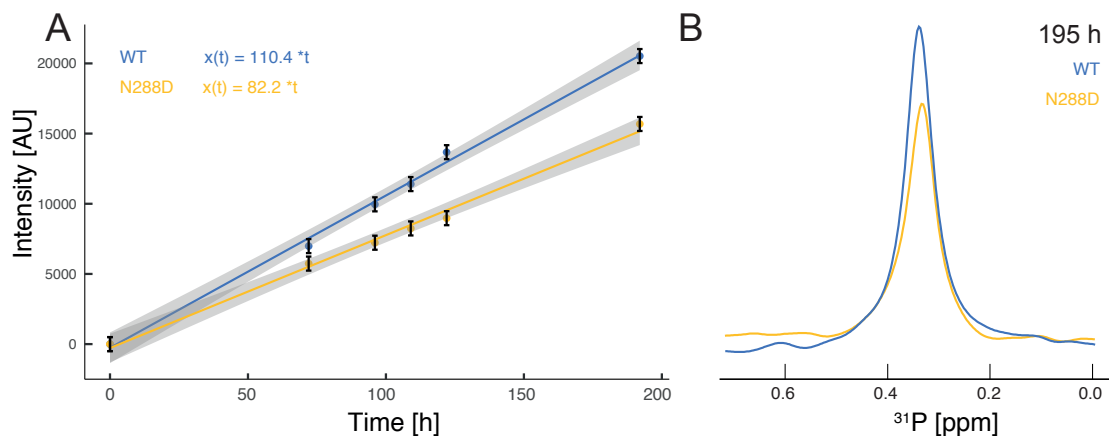 A
WT x(t) = 110.4 *t
N288D x(t) = 82.2 *t
Intensity [AU]
20000
15000
10000
5000
0
0 50 100 150 200
Time [h]
B
195 h
WT
N288D
0.6 0.4 0.2 0.0
³¹P [ppm]